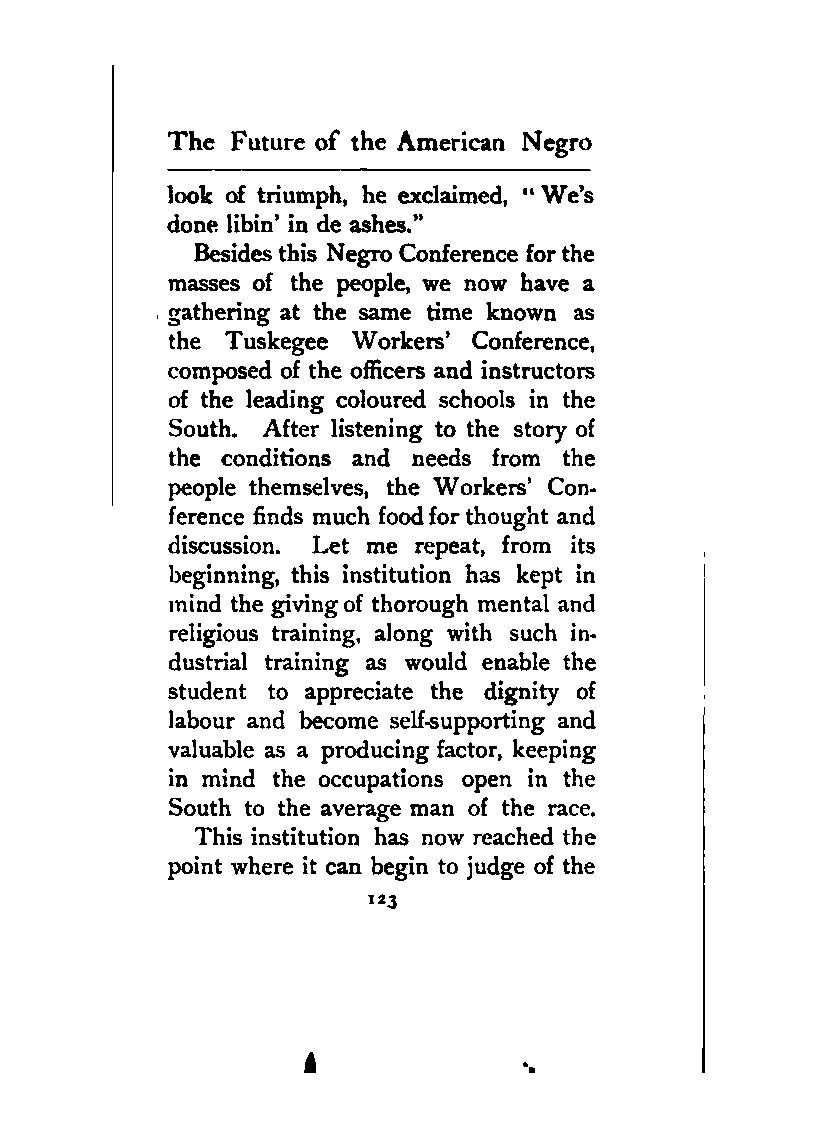 The Future of the American Negro
look of triumph, he exclaimed, "We's
done libin' in de ashes."
Besides this Negro Conference for the
masses of the people, we now have a
gathering at the same time known as
the Tuskegee Workers' Conference,
composed of the officers and instructors
of the leading coloured schools in the
South. After listening to the story of
the conditions and needs from the
people themselves, the Workers' Con-
ference finds much food for thought and
discussion. Let me repeat, from its
beginning, this institution has kept in
mind the giving of thorough mental and
religious training, along with such in-
dustrial training as would enable the
student to appreciate the dignity of
labour and become self-supporting and
valuable as a producing factor, keeping
in mind the occupations open in the
South to the average man of the race.
This institution has now reached the
point where it can begin to judge of the
123